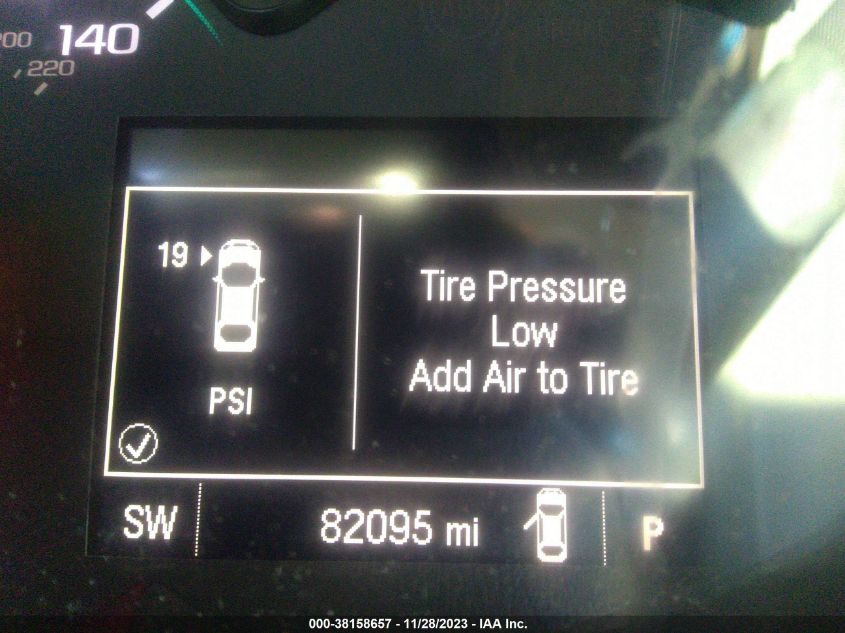 200 140
220
19
Tire Pressure
Low
Add Air to Tire
PSI
SW 82095 mi P
000-38158657 - 11/28/2023 - IAA Inc.